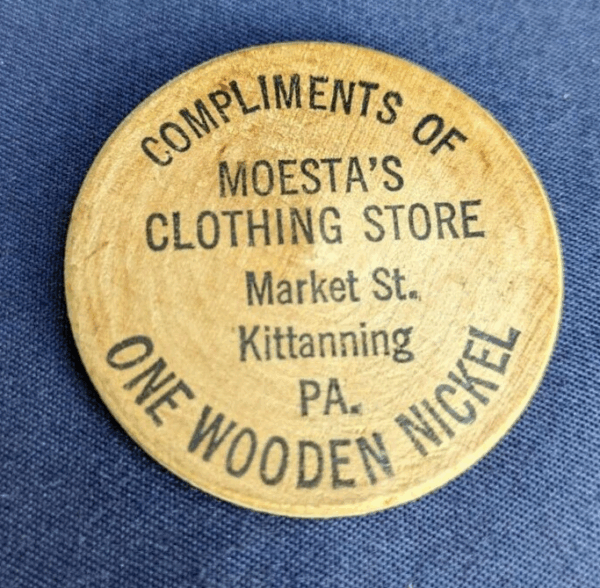 COMPLIMENTS OF
MOESTA'S
CLOTHING STORE
Market St.
Kittanning
PA.
ONE WOODEN NICKEL